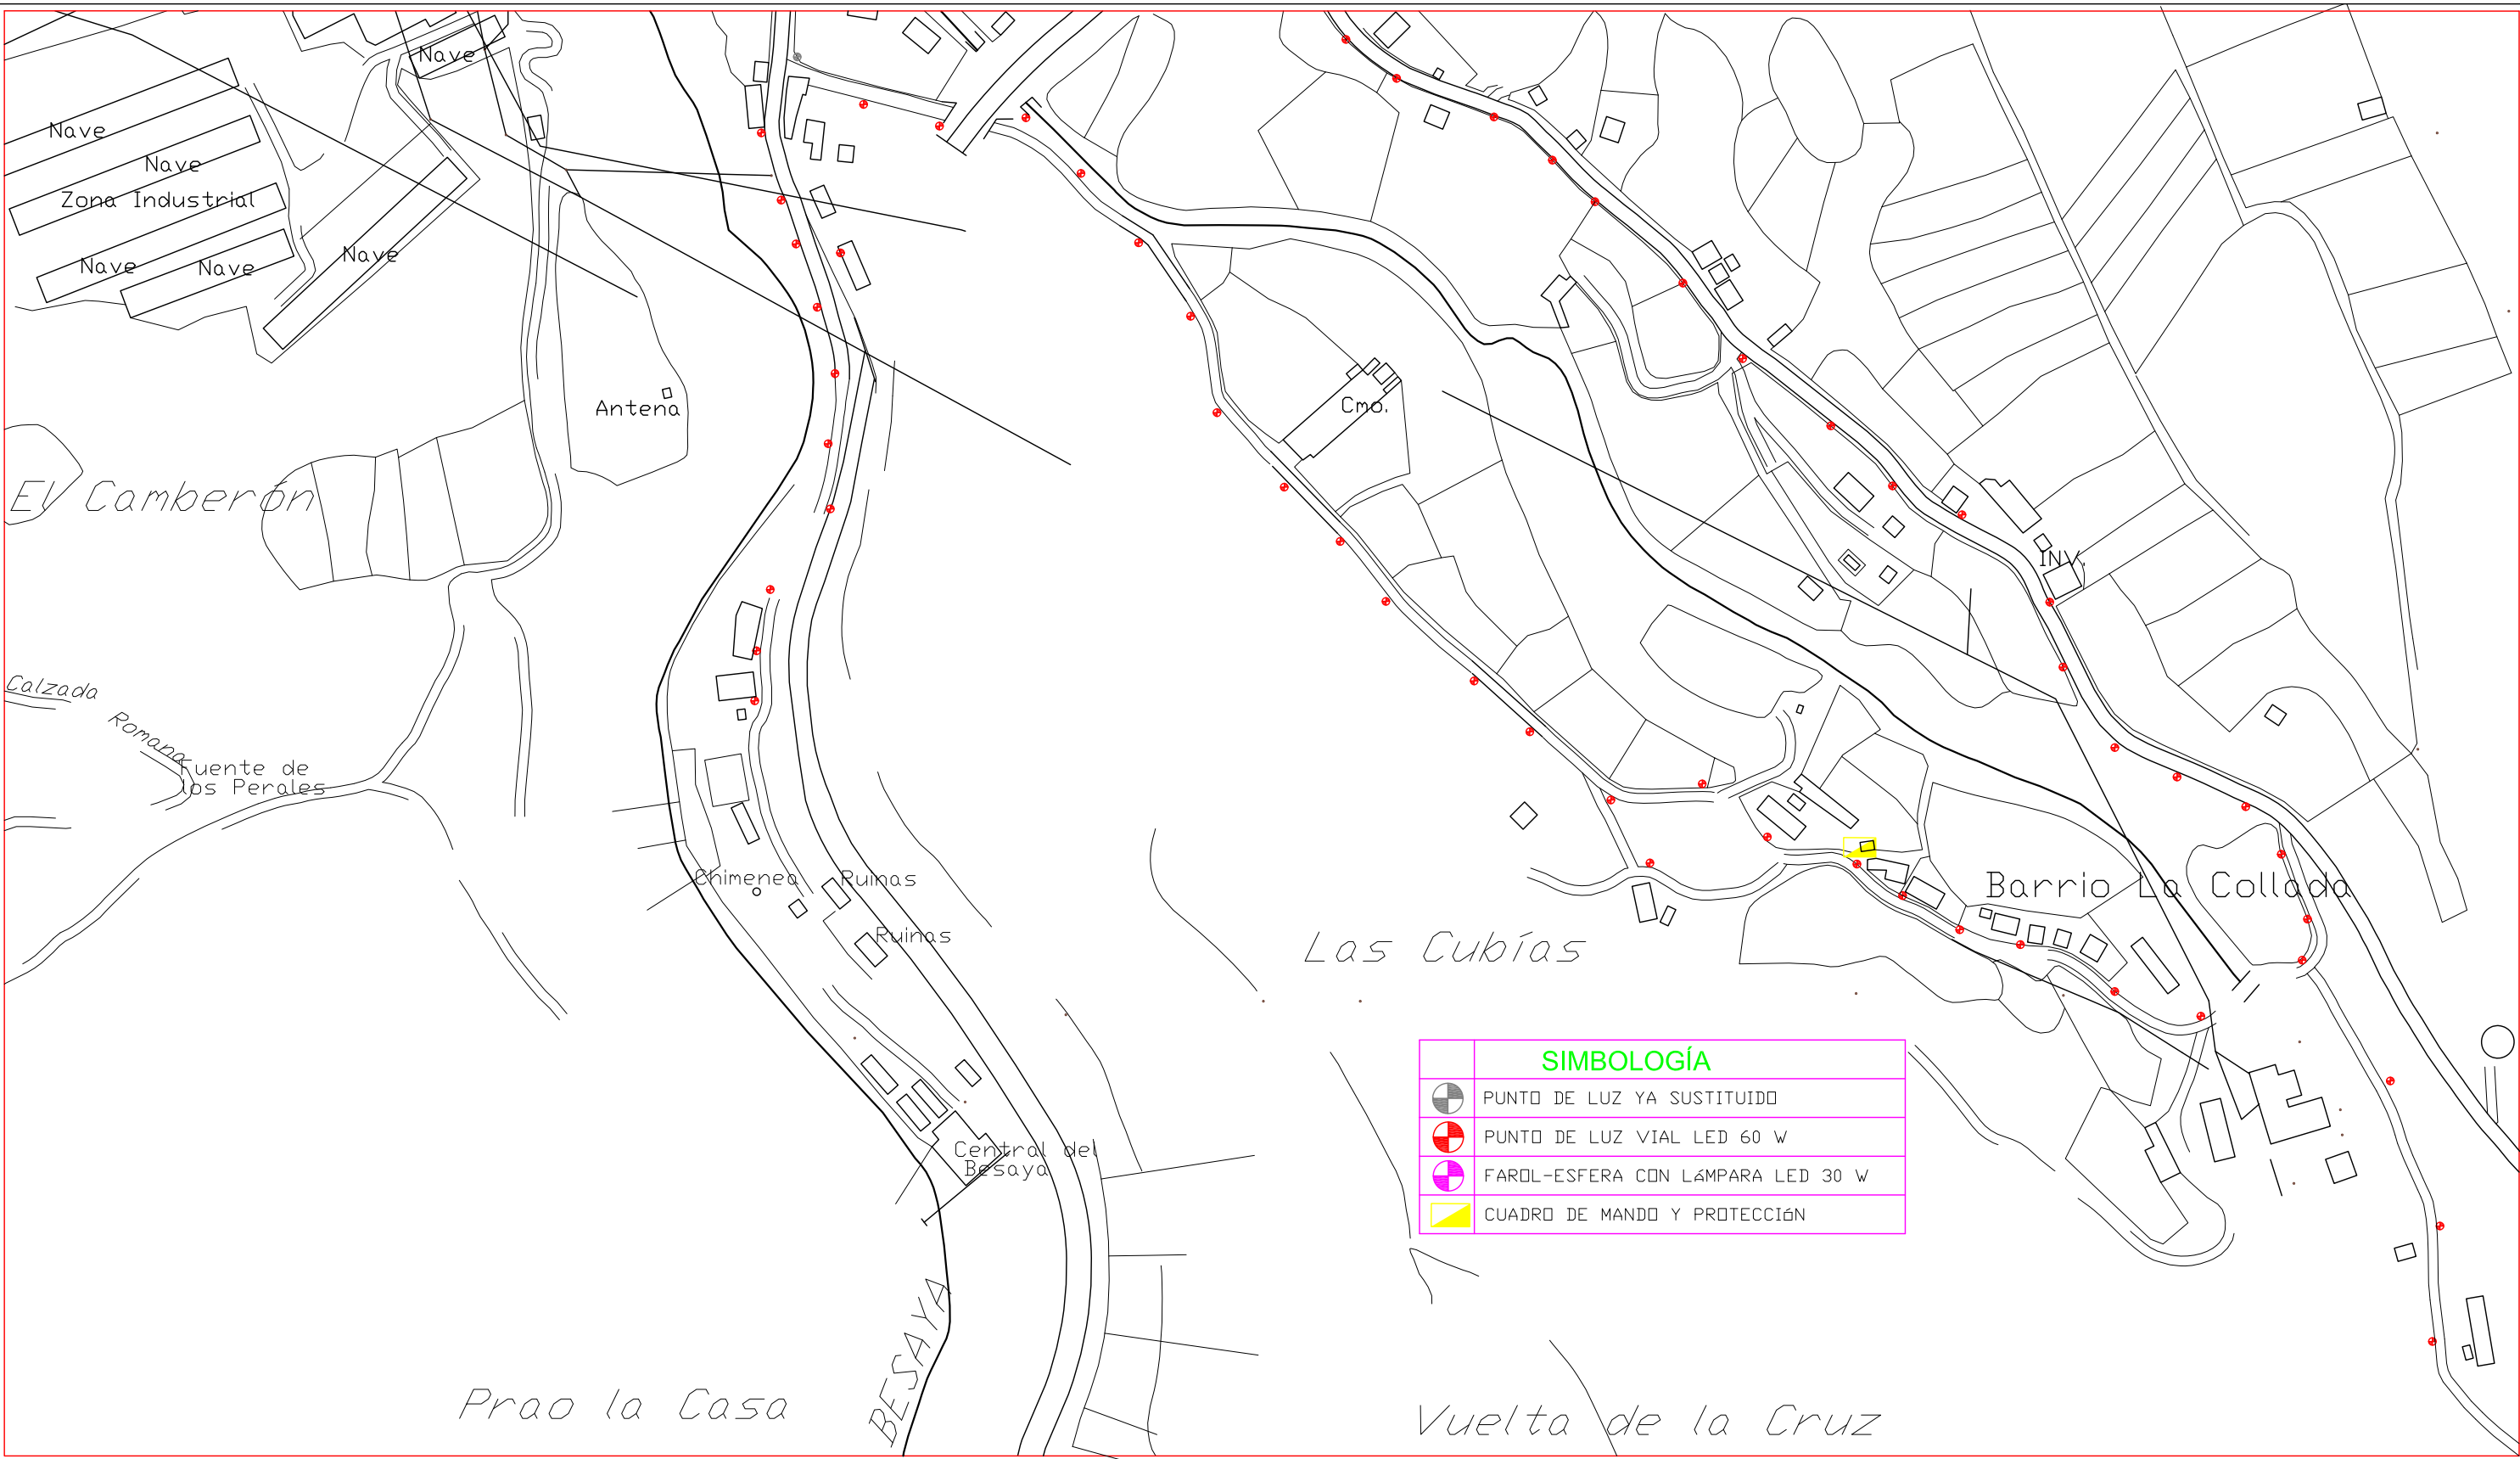 Nave
Nave
Nave
Zona Industrial
Nave
Nave
Nave
Antena
Cmo.
El Camberón
INV.
Calzada
Romana
Fuente de
los Perales
Chimenea
Ruinas
Barrio La Collada
Ruinas
Las Cubías
SIMBOLOGÍA
PUNTO DE LUZ YA SUSTITUIDO
PUNTO DE LUZ VIAL LED 60 W
FAROL-ESFERA CON LáMPARA LED 30 W
CUADRO DE MANDO Y PROTECCIóN
Central del
Besaya
BESAYA
Prao la Casa
Vuelta de la Cruz